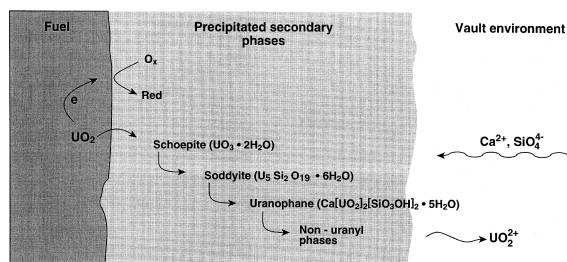 Fuel
Precipitated secondary
phases
Vault environment
Oₓ
Red
e
UO₂
Ca²⁺, SiO₄⁴⁻
Schoepite (UO₃ • 2H₂O)
Soddyite (U₅ Si₂ O₁₉ • 6H₂O)
Uranophane (Ca[UO₂]₂[SiO₃OH]₂ • 5H₂O)
Non - uranyl
phases
UO₂²⁺